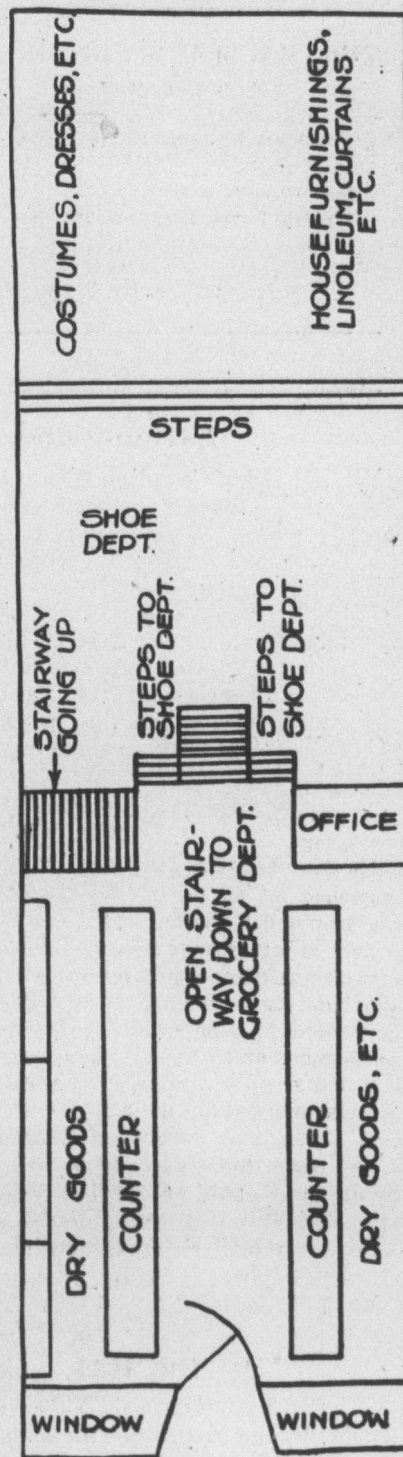 COSTUMES, DRESSES, ETC.
HOUSEFURNISHINGS,
LINOLEUM, CURTAINS
ETC.
STEPS
SHOE
DEPT.
STAIRWAY
GOING UP
STEPS TO
SHOE DEPT.
STEPS TO
SHOE DEPT.
OFFICE
OPEN STAIR-
WAY DOWN TO
GROCERY DEPT.
DRY GOODS
COUNTER
COUNTER
DRY GOODS, ETC.
WINDOW
WINDOW